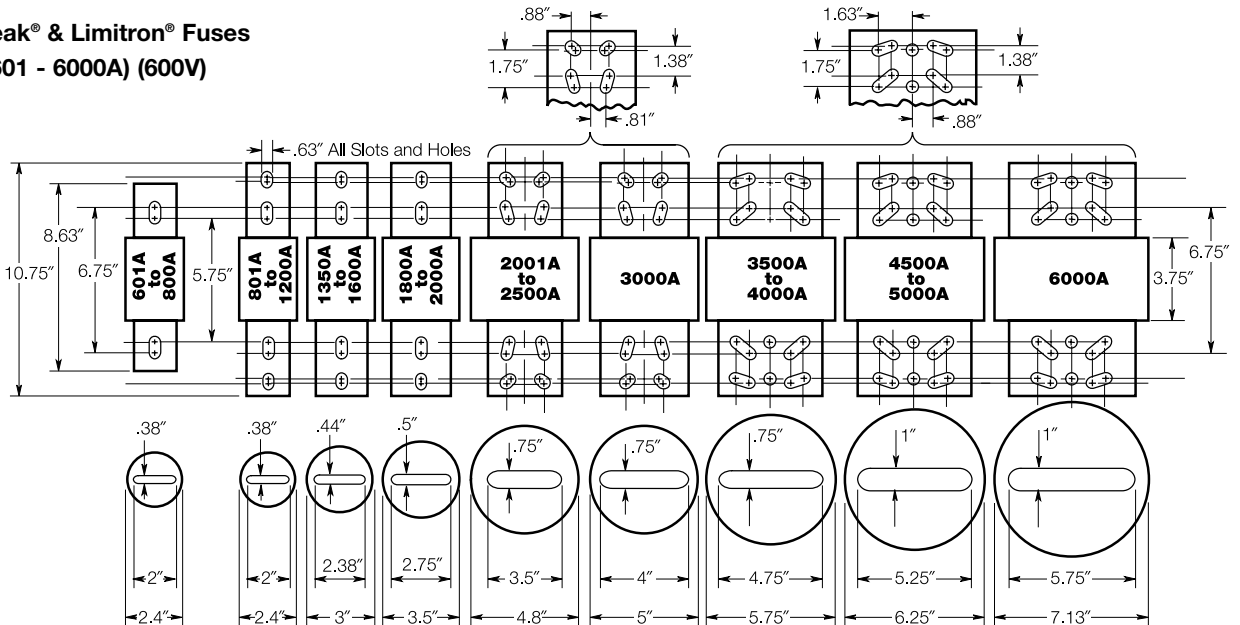 eak® & Limitron® Fuses
601 - 6000A) (600V)
.88″
1.75″
1.38″
.81″
1.63″
1.75″
1.38″
.88″
.63″ All Slots and Holes
10.75″
8.63″
6.75″
5.75″
6.75″
3.75″
601A
to
800A
801A
to
1200A
1350A
to
1600A
1800A
to
2000A
2001A
to
2500A
3000A
3500A
to
4000A
4500A
to
5000A
6000A
.38″
.38″
.44″
.5″
.75″
.75″
.75″
1″
1″
2″
2″
2.38″
2.75″
3.5″
4″
4.75″
5.25″
5.75″
2.4″
2.4″
3″
3.5″
4.8″
5″
5.75″
6.25″
7.13″